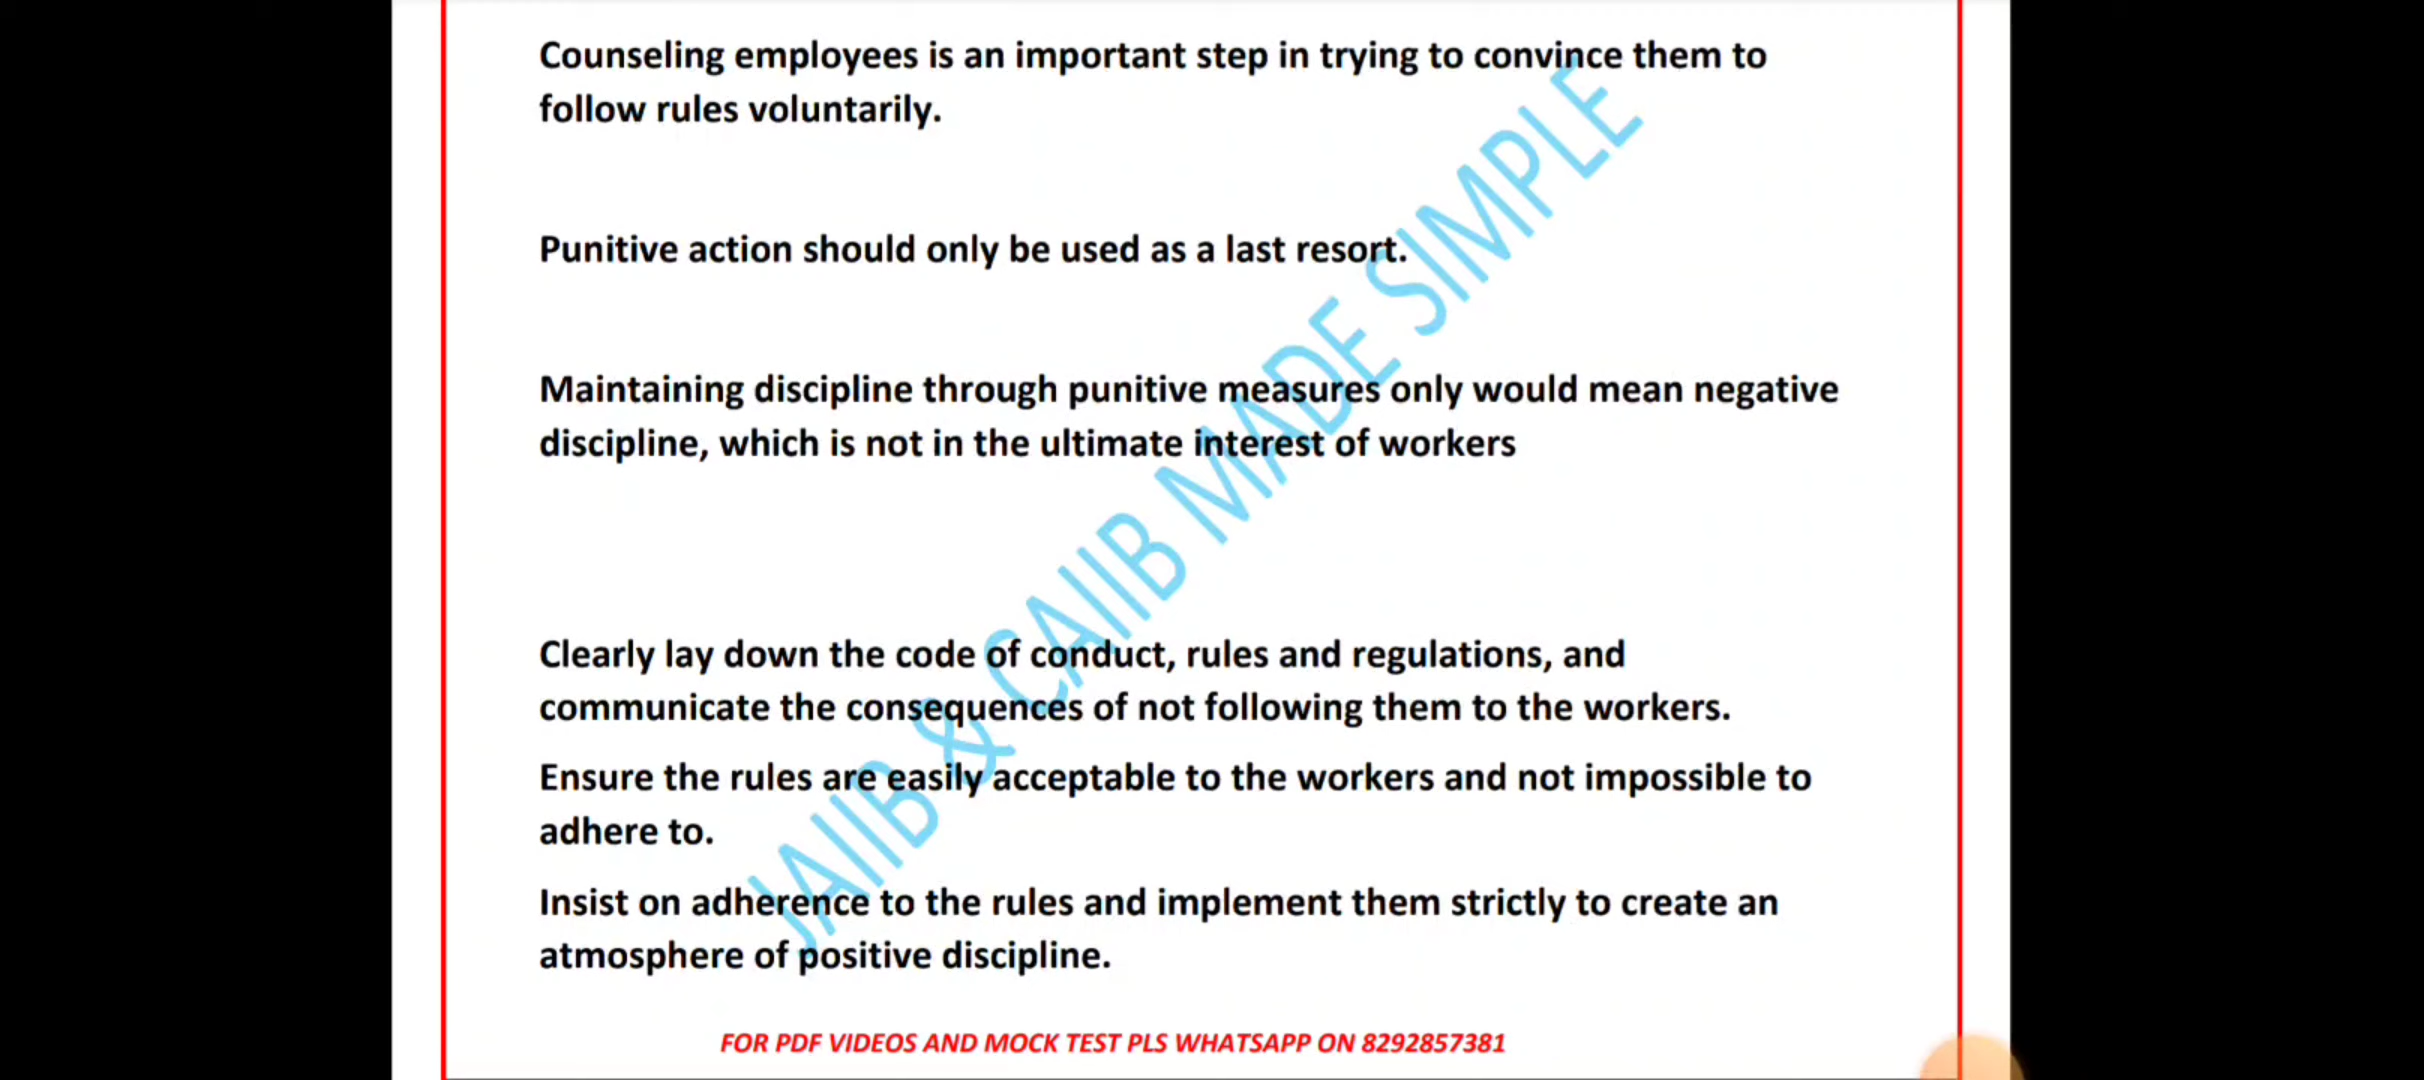 Counseling employees is an important step in trying to convince them to
follow rules voluntarily.
Punitive action should only be used as a last resort.
Maintaining discipline through punitive measures only would mean negative
discipline, which is not in the ultimate interest of workers
Clearly lay down the code of conduct, rules and regulations, and
communicate the consequences of not following them to the workers.
Ensure the rules are easily acceptable to the workers and not impossible to
adhere to.
Insist on adherence to the rules and implement them strictly to create an
atmosphere of positive discipline.
JAIIB & CAIIB MADE SIMPLE
FOR PDF VIDEOS AND MOCK TEST PLS WHATSAPP ON 8292857381